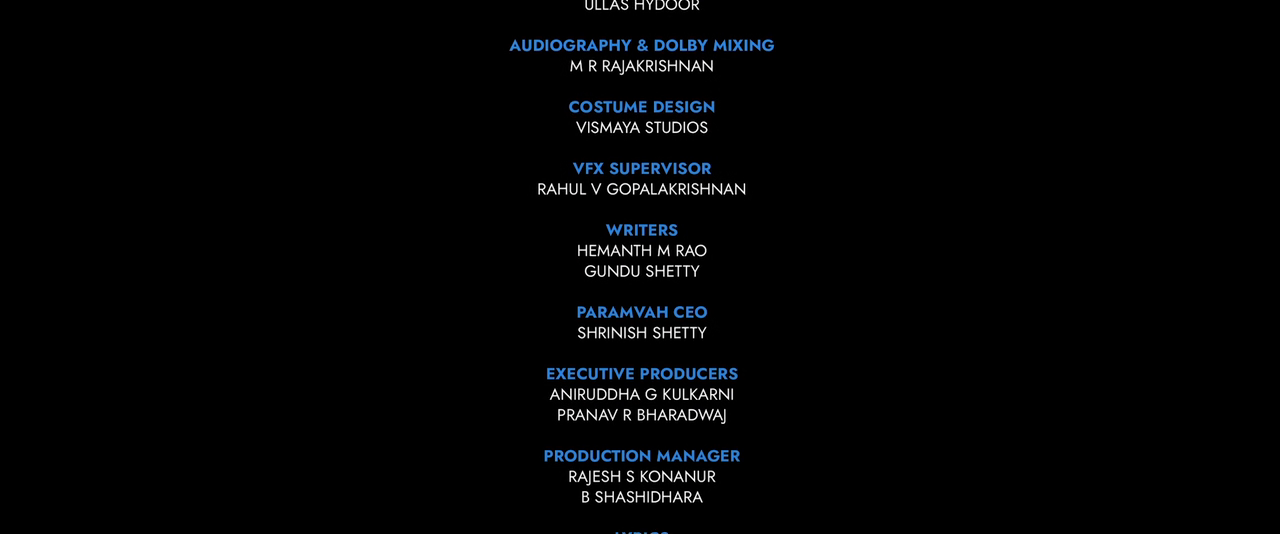 ULLAS HYDOOR
AUDIOGRAPHY & DOLBY MIXING
M R RAJAKRISHNAN
COSTUME DESIGN
VISMAYA STUDIOS
VFX SUPERVISOR
RAHUL V GOPALAKRISHNAN
WRITERS
HEMANTH M RAO
GUNDU SHETTY
PARAMVAH CEO
SHRINISH SHETTY
EXECUTIVE PRODUCERS
ANIRUDDHA G KULKARNI
PRANAV R BHARADWAJ
PRODUCTION MANAGER
RAJESH S KONANUR
B SHASHIDHARA
LYRICS